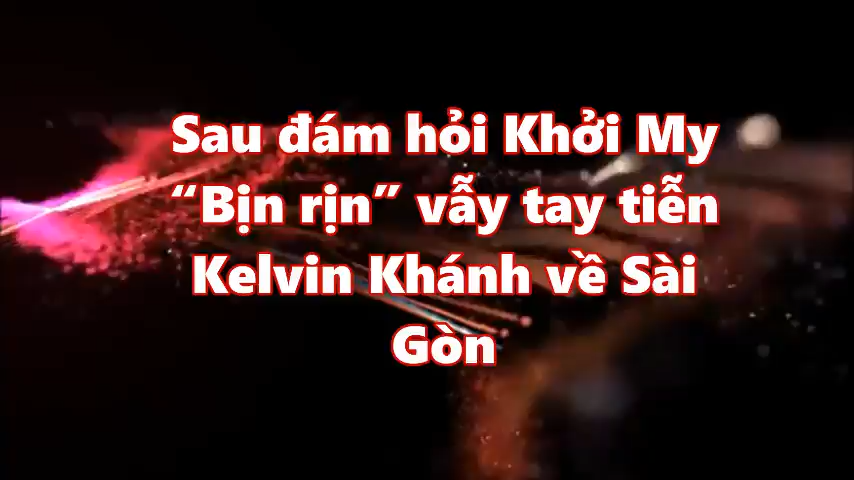 Sau đám hỏi Khởi My
“Bịn rịn” vẫy tay tiễn
Kelvin Khánh về Sài
Gòn